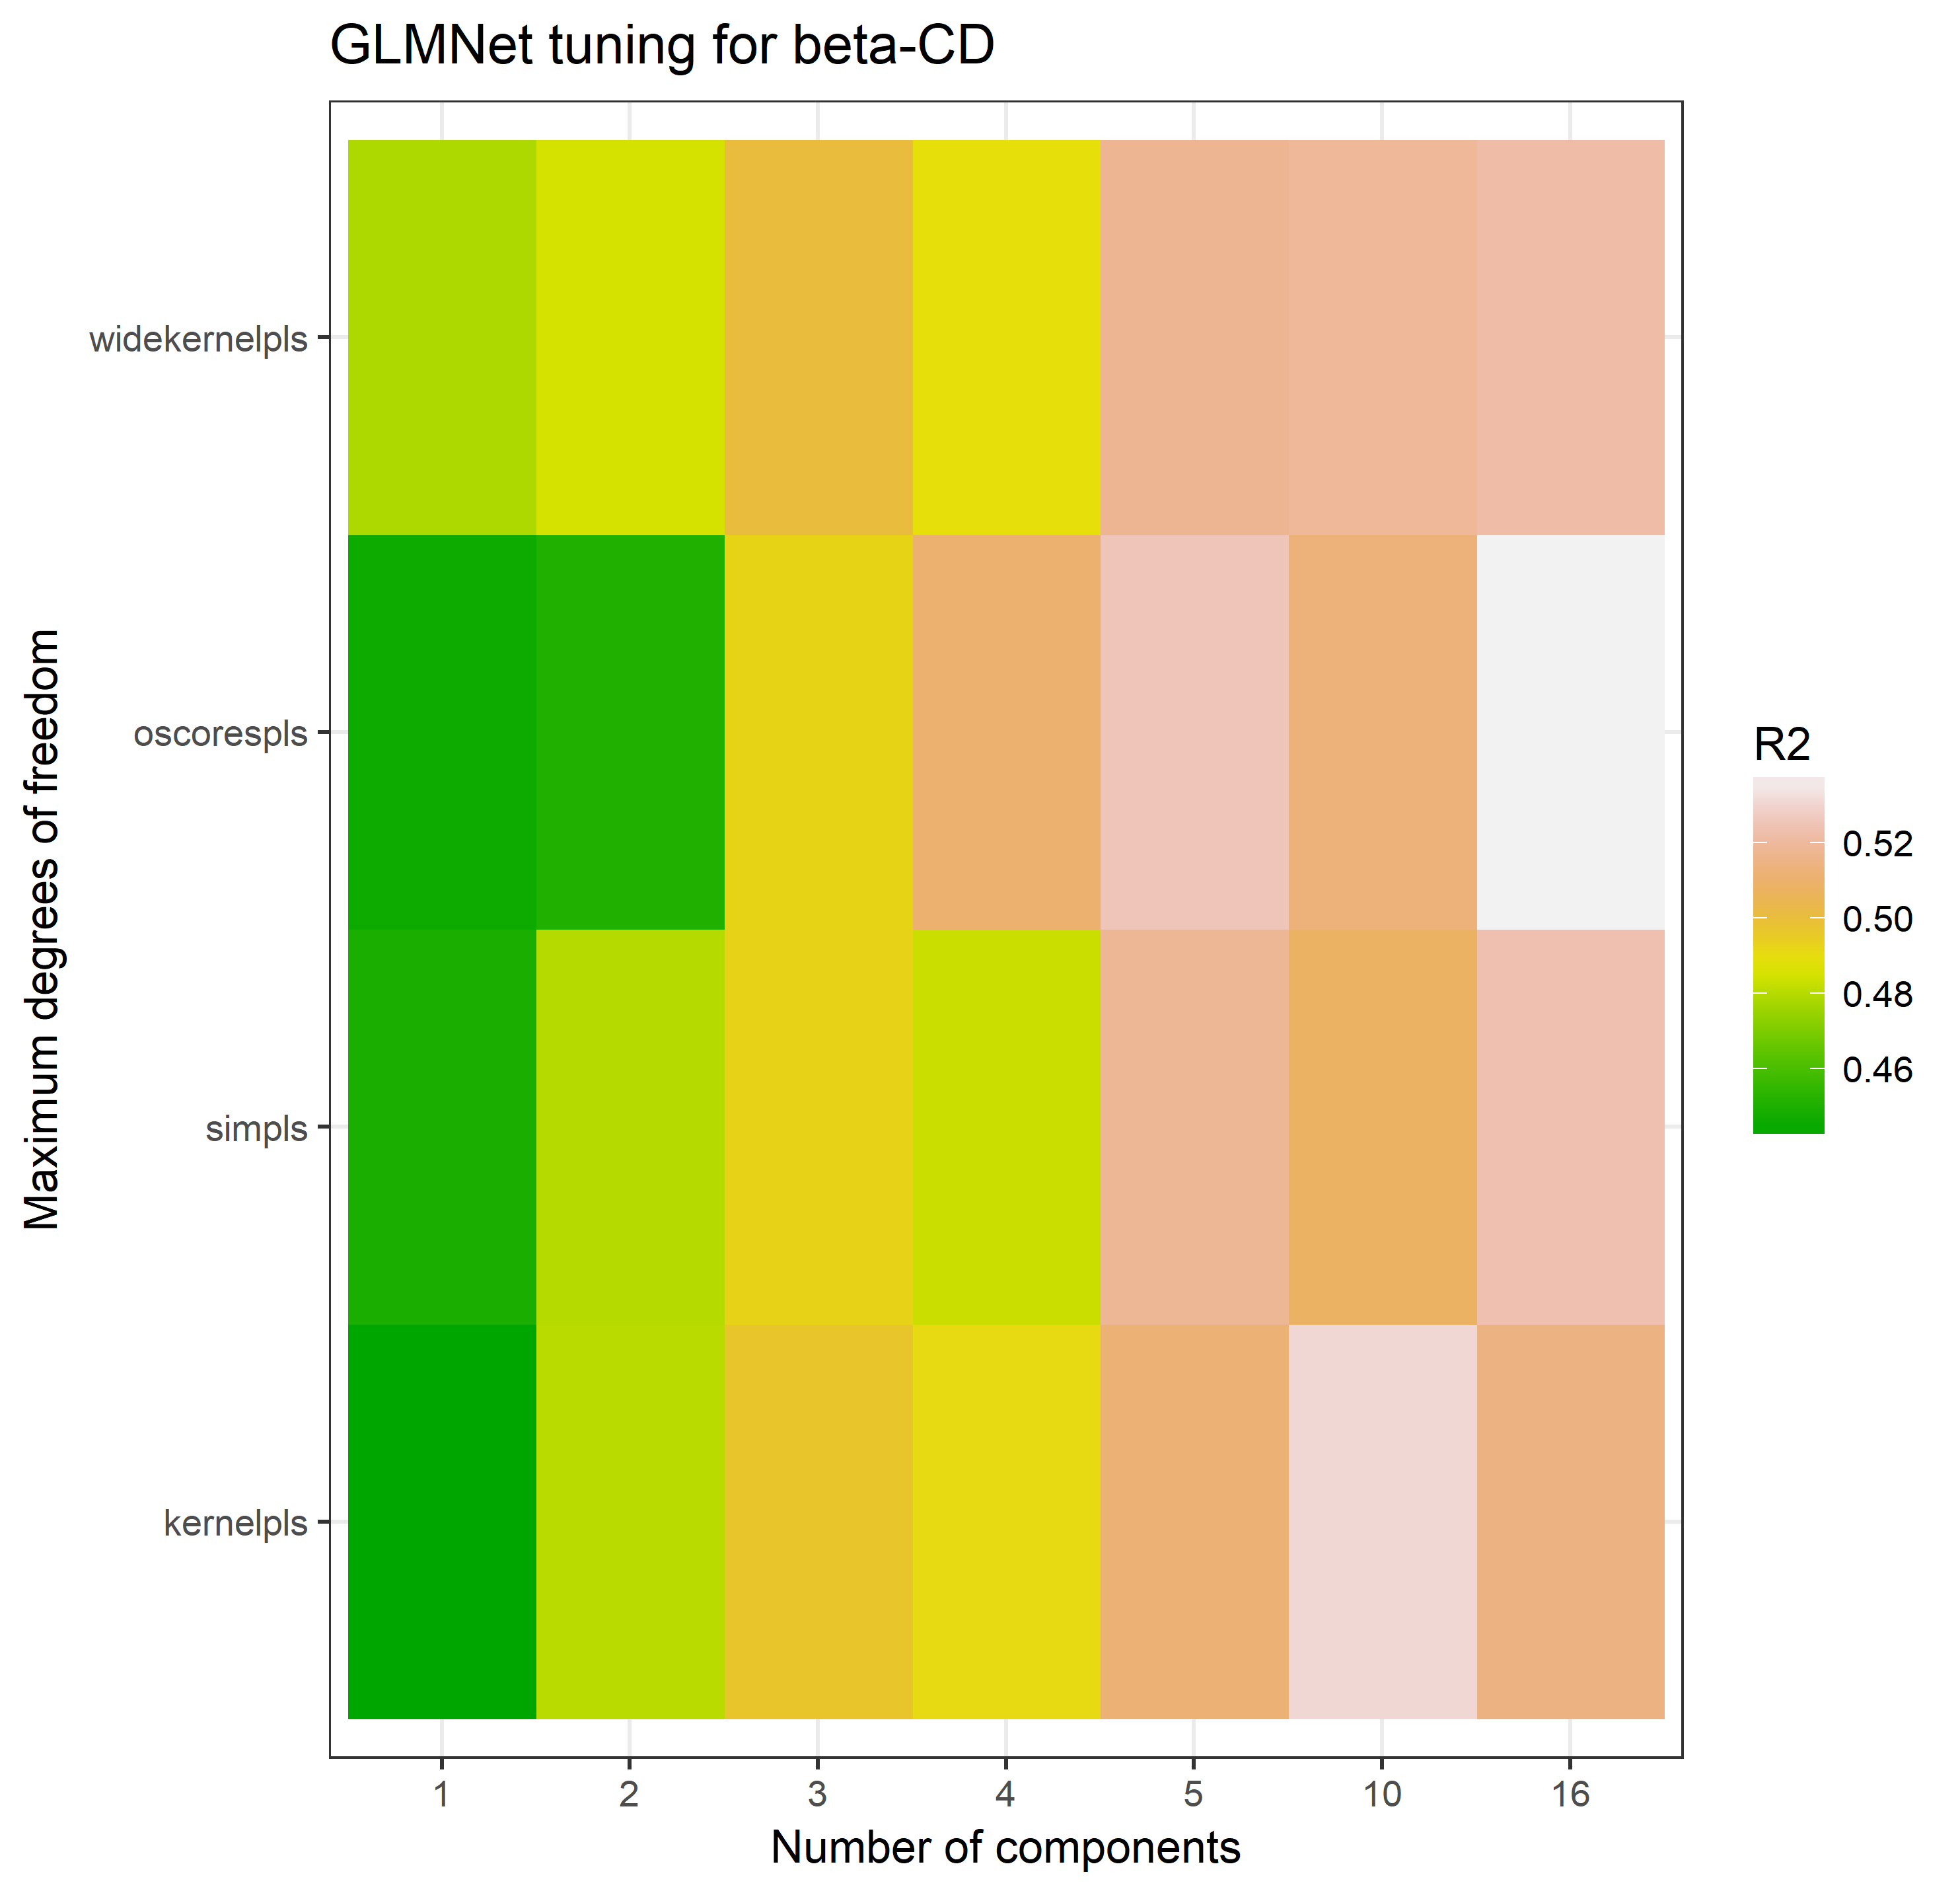 GLMNet tuning for beta-CD
Maximum degrees of freedom
widekernelpls
oscorespls
simpls
kernelpls
1 2 3 4 5 10 16
Number of components
R2
0.52
0.50
0.48
0.46